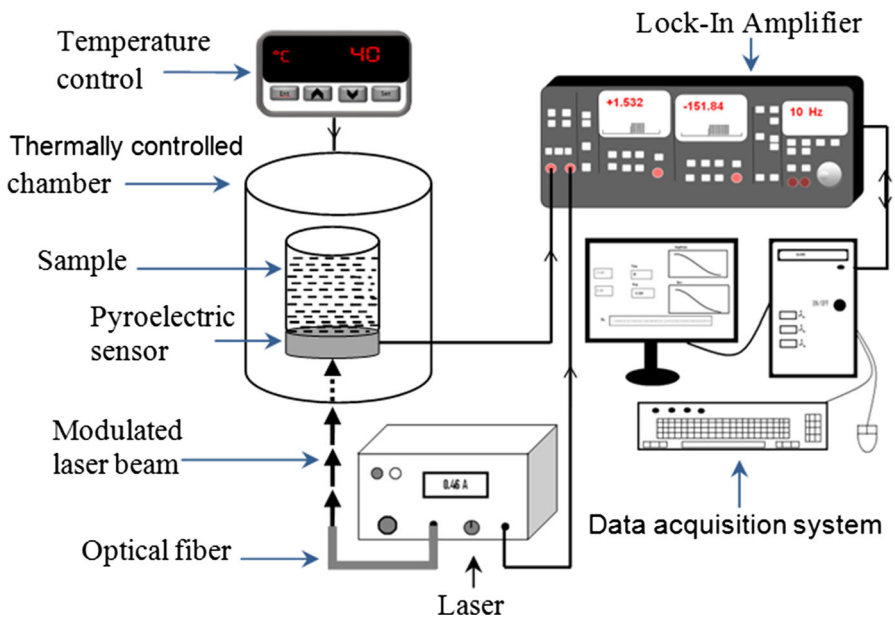 Temperature
control
°C 40
Ent
Set
Lock-In Amplifier
+1.532
-151.84
10 Hz
Thermally controlled
chamber
Sample
Pyroelectric
sensor
ON/OFF
Modulated
laser beam
0.46 A
Optical fiber
Data acquisition system
Laser